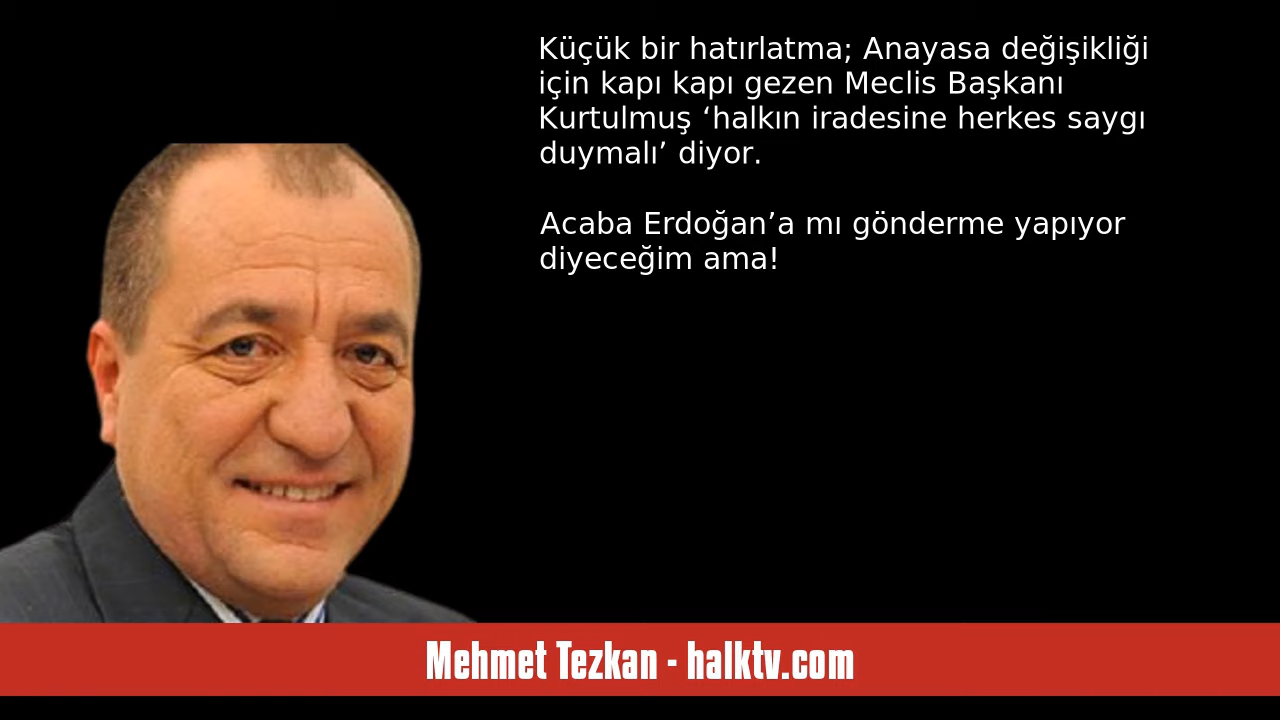 Küçük bir hatırlatma; Anayasa değişikliği
için kapı kapı gezen Meclis Başkanı
Kurtulmuş ‘halkın iradesine herkes saygı
duymalı’ diyor.
Acaba Erdoğan’a mı gönderme yapıyor
diyeceğim ama!
Mehmet Tezkan - halktv.com